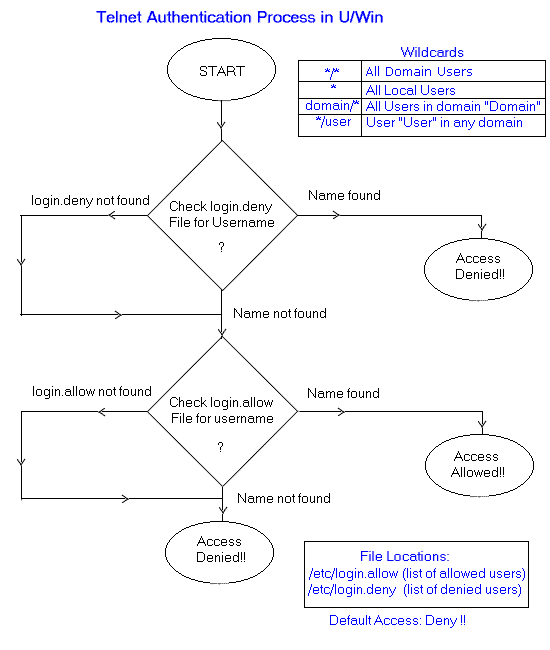 Telnet Authentication Process in U/Win
START
Wildcards
*/* All Domain Users
* All Local Users
domain/* All Users in domain "Domain"
*/user User "User" in any domain
login.deny not found
Name found
Check login.deny
File for Username
?
Access
Denied!!
Name not found
login.allow not found
Name found
Check login.allow
File for username
?
Access
Allowed!!
Name not found
Access
Denied!!
File Locations:
/etc/login.allow (list of allowed users)
/etc/login.deny (list of denied users)
Default Access: Deny !!